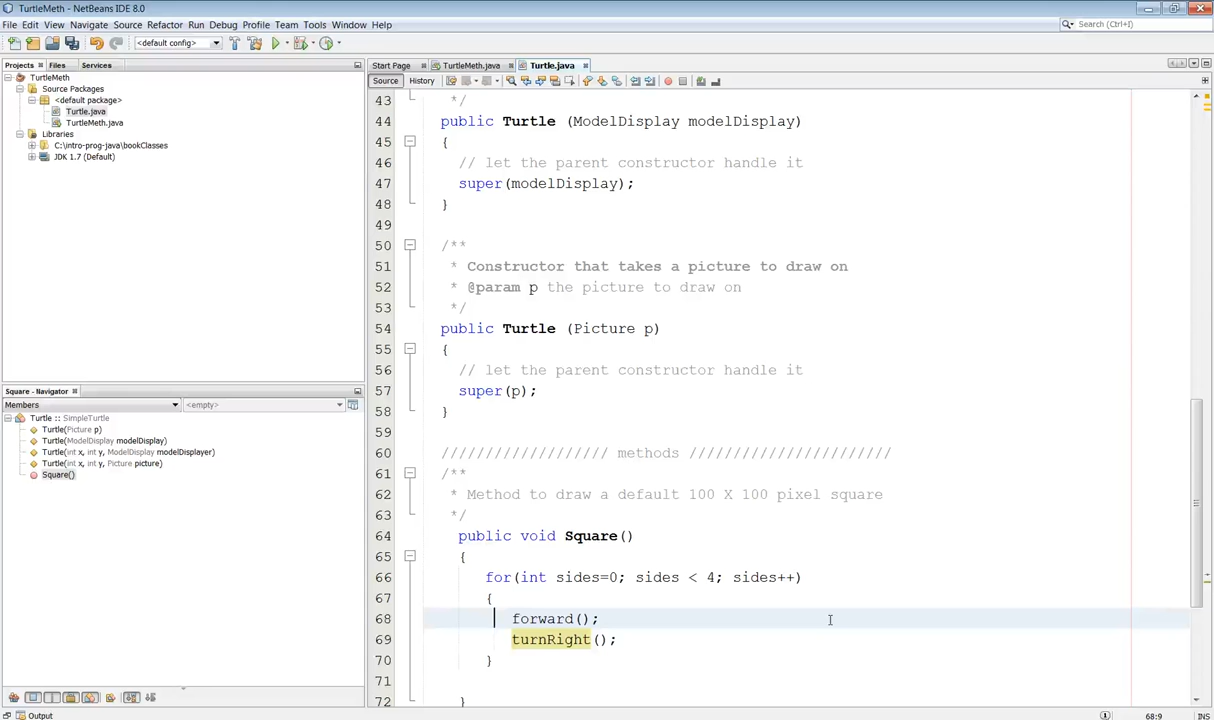 TurtleMeth - NetBeans IDE 8.0
File Edit View Navigate Source Refactor Run Debug Profile Team Tools Window Help
Search (Ctrl+I)
<default config>
Projects Files Services
TurtleMeth
Source Packages
<default package>
Turtle.java
TurtleMeth.java
Libraries
C:\intro-prog-java\bookClasses
JDK 1.7 (Default)
Square - Navigator
Members <empty>
Turtle :: SimpleTurtle
Turtle(Picture p)
Turtle(ModelDisplay modelDisplay)
Turtle(int x, int y, ModelDisplay modelDisplayer)
Turtle(int x, int y, Picture picture)
Square()
Start Page TurtleMeth.java Turtle.java
Source History
43 */
44 public Turtle (ModelDisplay modelDisplay)
45 {
46 // let the parent constructor handle it
47 super(modelDisplay);
48 }
49
50 /**
51 * Constructor that takes a picture to draw on
52 * @param p the picture to draw on
53 */
54 public Turtle (Picture p)
55 {
56 // let the parent constructor handle it
57 super(p);
58 }
59
60 /////////////////// methods ///////////////////////
61 /**
62 * Method to draw a default 100 X 100 pixel square
63 */
64 public void Square()
65 {
66 for(int sides=0; sides < 4; sides++)
67 {
68 forward();
69 turnRight();
70 }
71
72 }
Output
1 68:9 INS